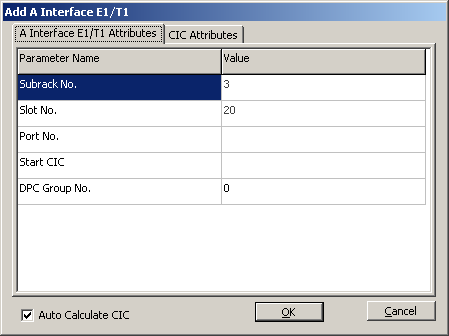 Add A Interface E1/T1
A Interface E1/T1 Attributes CIC Attributes
Parameter Name Value
Subrack No. 3
Slot No. 20
Port No.
Start CIC
DPC Group No. 0
Auto Calculate CIC OK Cancel